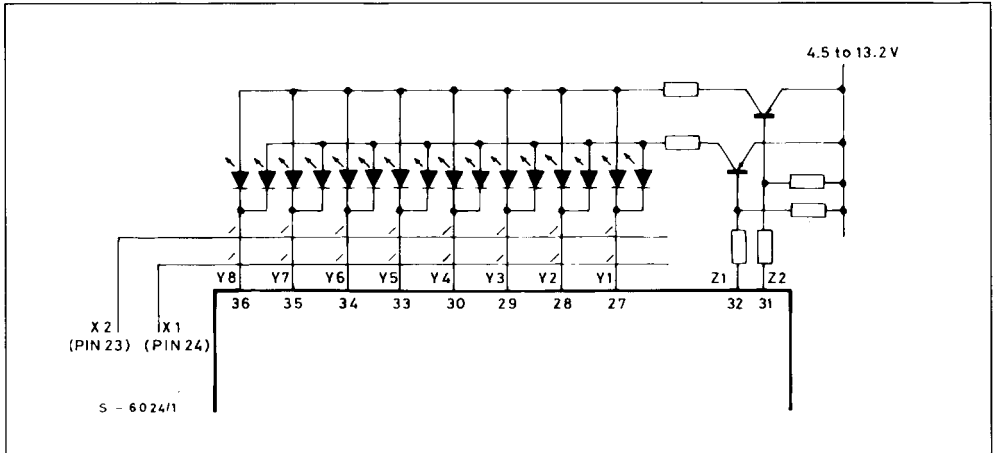 4.5 to 13.2V
Y8 Y7 Y6 Y5 Y4 Y3 Y2 Y1 Z1 Z2
36 35 34 33 30 29 28 27 32 31
X2 X1
(PIN 23) (PIN 24)
S - 6024/1